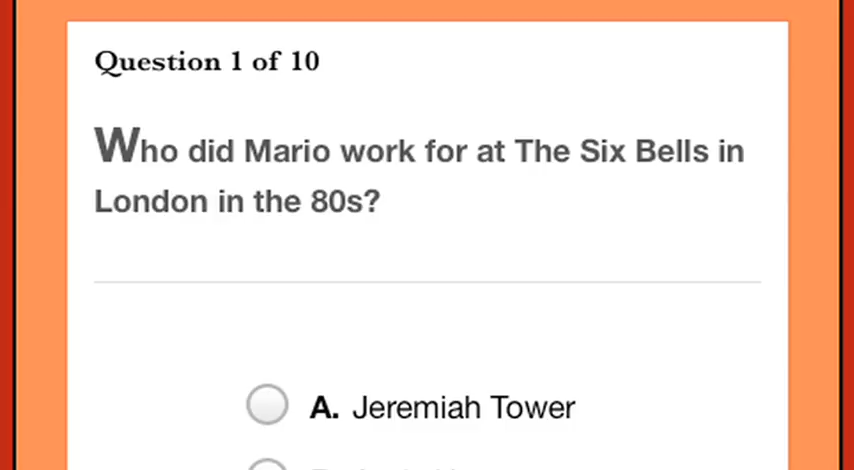 Question 1 of 10
Who did Mario work for at The Six Bells in
London in the 80s?
A. Jeremiah Tower